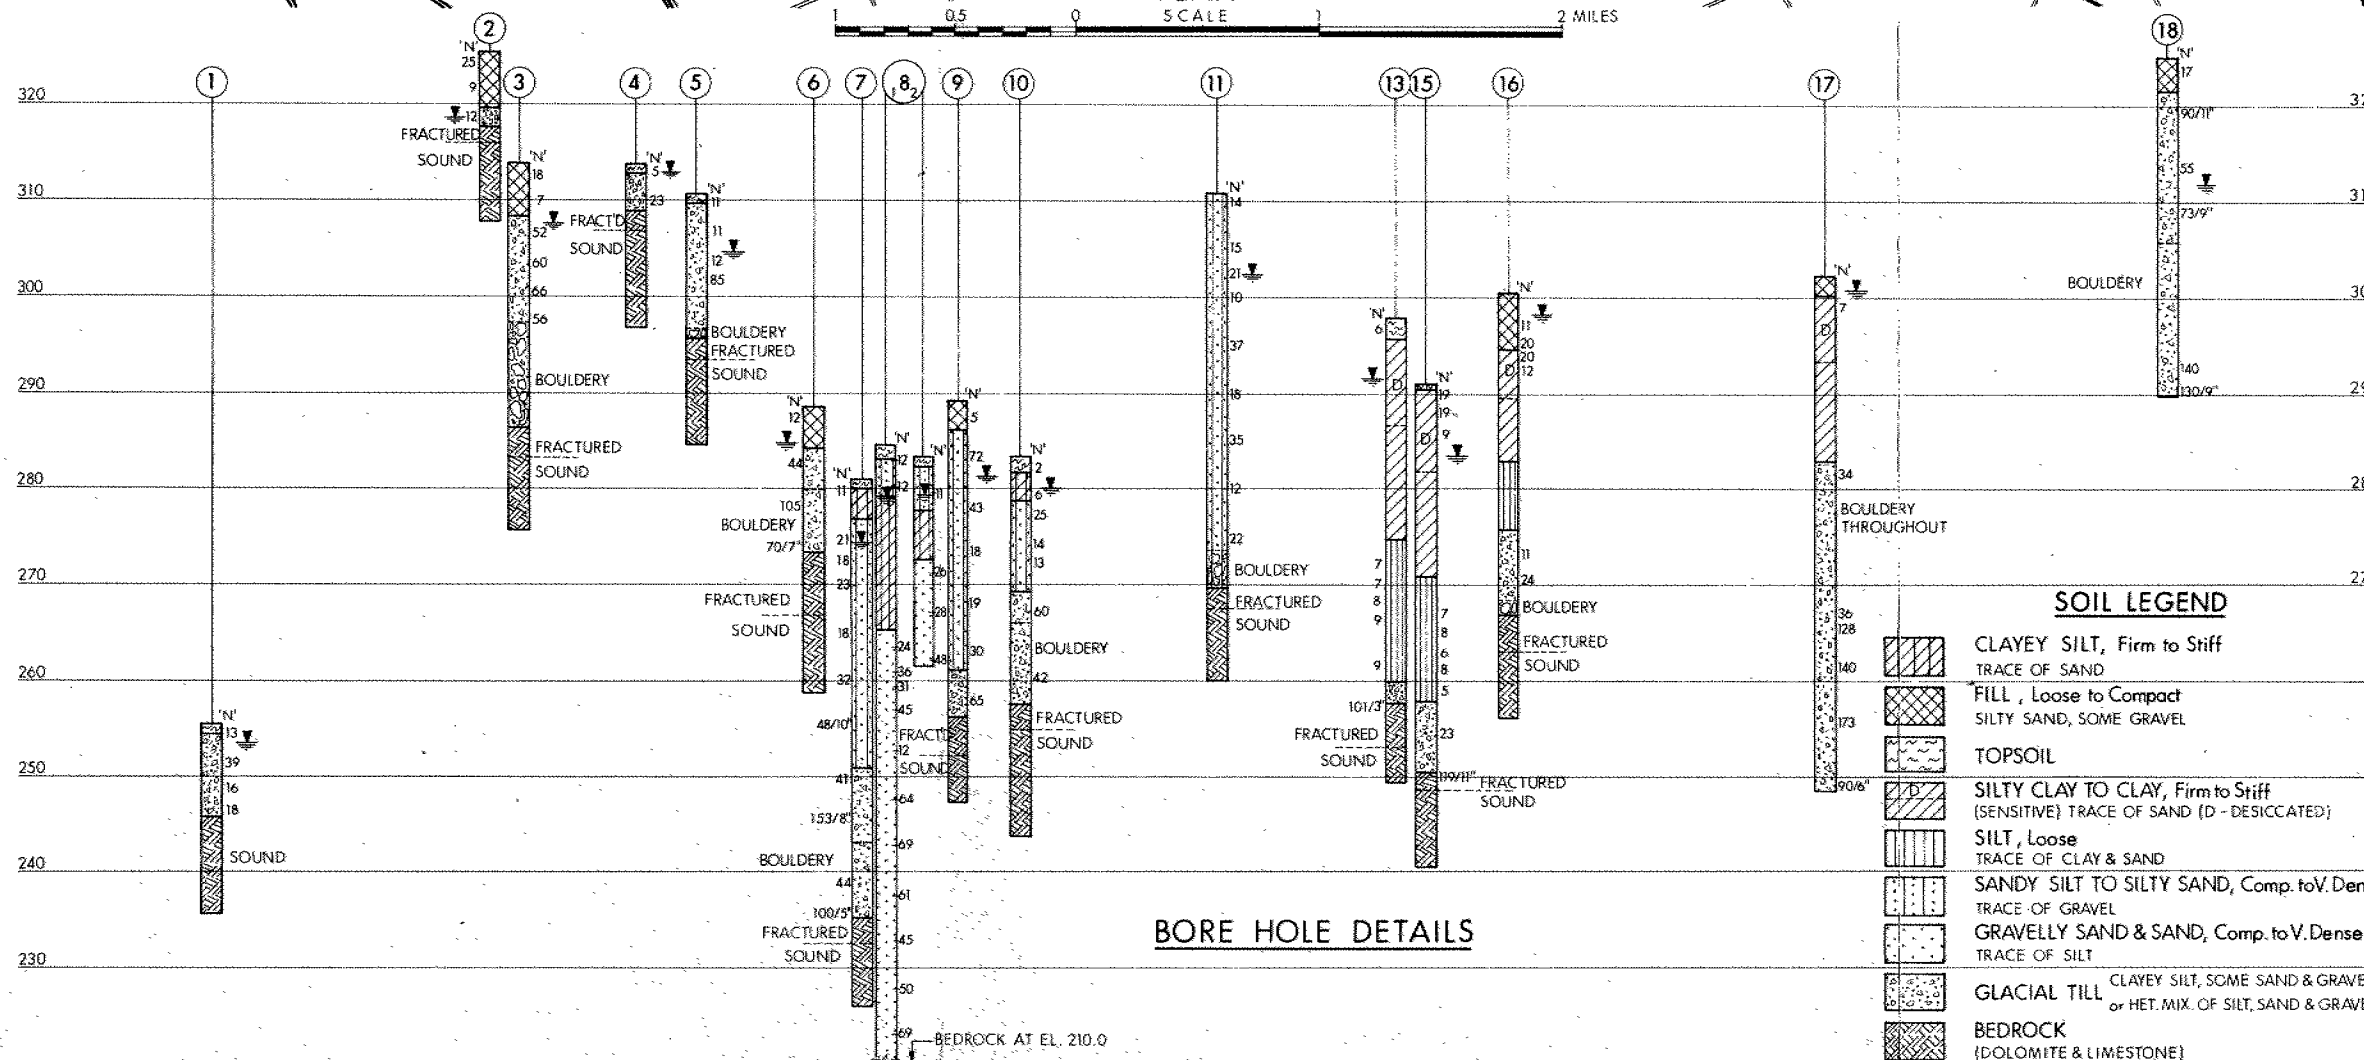 1 0.5 0 SCALE 1 2 MILES
2
18
1
3
4
5
6
7
1 8 2
9
10
11
13
15
16
17
320
310
300
290
280
270
260
250
240
230
'N'
13
39
16
18
SOUND
'N'
25
9
12
FRACTURED
SOUND
'N'
18
7
52
60
66
56
BOULDERY
FRACTURED
SOUND
'N'
5
23
FRACT'D
SOUND
'N'
11
11
12
85
BOULDERY
FRACTURED
SOUND
'N'
12
44
105
BOULDERY
70/7"
FRACTURED
SOUND
'N'
11
21
18
23
18
32
48/10"
41
153/8"
BOULDERY
44
100/5"
FRACTURED
SOUND
'N'
12
12
24
36
31
45
12
64
69
61
45
50
69
BEDROCK AT EL. 210.0
'N'
11
26
28
48
'N'
5
72
43
18
19
30
65
FRACT'D
SOUND
'N'
2
6
25
14
13
60
BOULDERY
42
FRACTURED
SOUND
'N'
14
15
21
10
37
18
35
12
22
BOULDERY
FRACTURED
SOUND
'N'
6
D
7
7
8
9
9
101/3"
FRACTURED
SOUND
'N'
19
19
9
D
7
8
6
8
5
23
119/11"
FRACTURED
SOUND
'N'
11
20
20
12
D
11
24
BOULDERY
FRACTURED
SOUND
'N'
7
D
34
BOULDERY
THROUGHOUT
36
128
140
173
90/6"
'N'
17
90/11"
55
73/9"
BOULDERY
140
130/9"
BORE HOLE DETAILS
SOIL LEGEND
CLAYEY SILT, Firm to Stiff
TRACE OF SAND
FILL , Loose to Compact
SILTY SAND, SOME GRAVEL
TOPSOIL
D SILTY CLAY TO CLAY, Firm to Stiff
(SENSITIVE) TRACE OF SAND (D - DESICCATED)
SILT, Loose
TRACE OF CLAY & SAND
SANDY SILT TO SILTY SAND, Comp. to V. Den
TRACE OF GRAVEL
GRAVELLY SAND & SAND, Comp. to V. Dense
TRACE OF SILT
GLACIAL TILL CLAYEY SILT, SOME SAND & GRAVE
or HET. MIX. OF SILT, SAND & GRAVE
BEDROCK
(DOLOMITE & LIMESTONE)